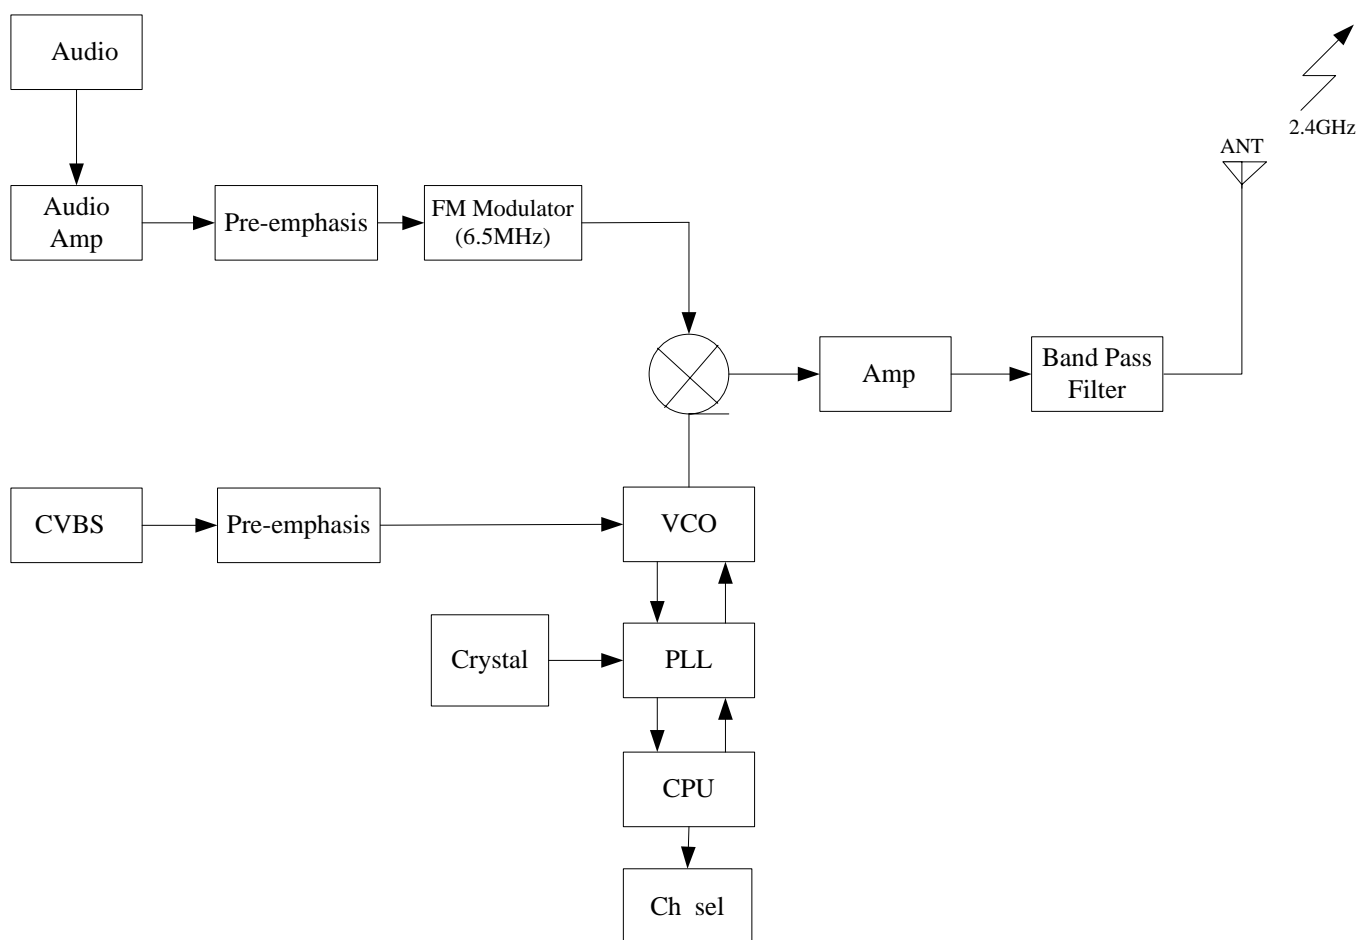 Audio
2.4GHz
ANT
Audio
Amp
Pre-emphasis
FM Modulator
(6.5MHz)
Amp
Band Pass
Filter
CVBS
Pre-emphasis
VCO
Crystal
PLL
CPU
Ch sel